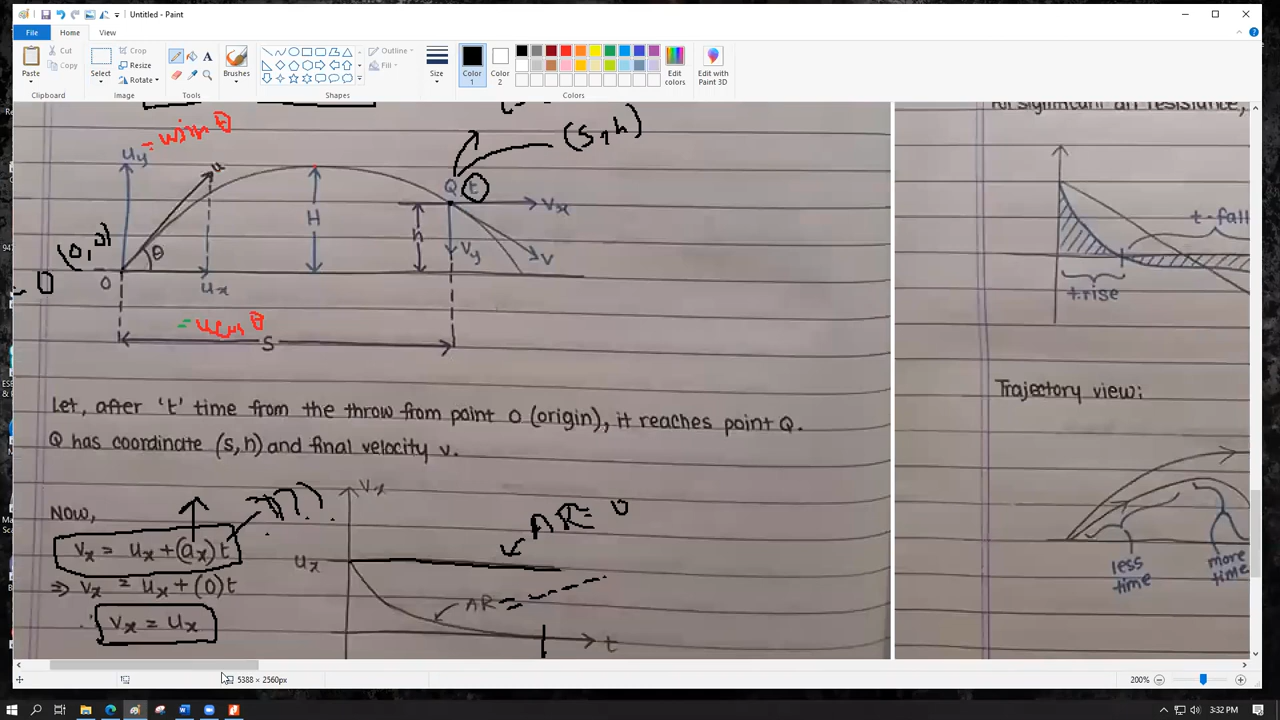 Untitled - Paint
File
Home
View
Paste
Cut
Copy
Clipboard
Select
Crop
Resize
Rotate
Image
Tools
Brushes
Shapes
Outline
Fill
Size
Color 1
Color 2
Colors
Edit colors
Edit with Paint 3D
(s, h)
uy
u
Q t
vx
H
h
vy
v
(0,0)
θ
0
O
ux
= ucosθ
S
Let, after 't' time from the throw from point O (origin), it reaches point Q.
Q has coordinate (s,h) and final velocity v.
Now,
vx = ux + (ax) t
⇒ vx = ux + (0) t
∴ vx = ux
????
vx
ux
AR = 0
AR =
t
t-fall
t.rise
Trajectory view:
less time
more time
5388 × 2560px
200%
3:32 PM